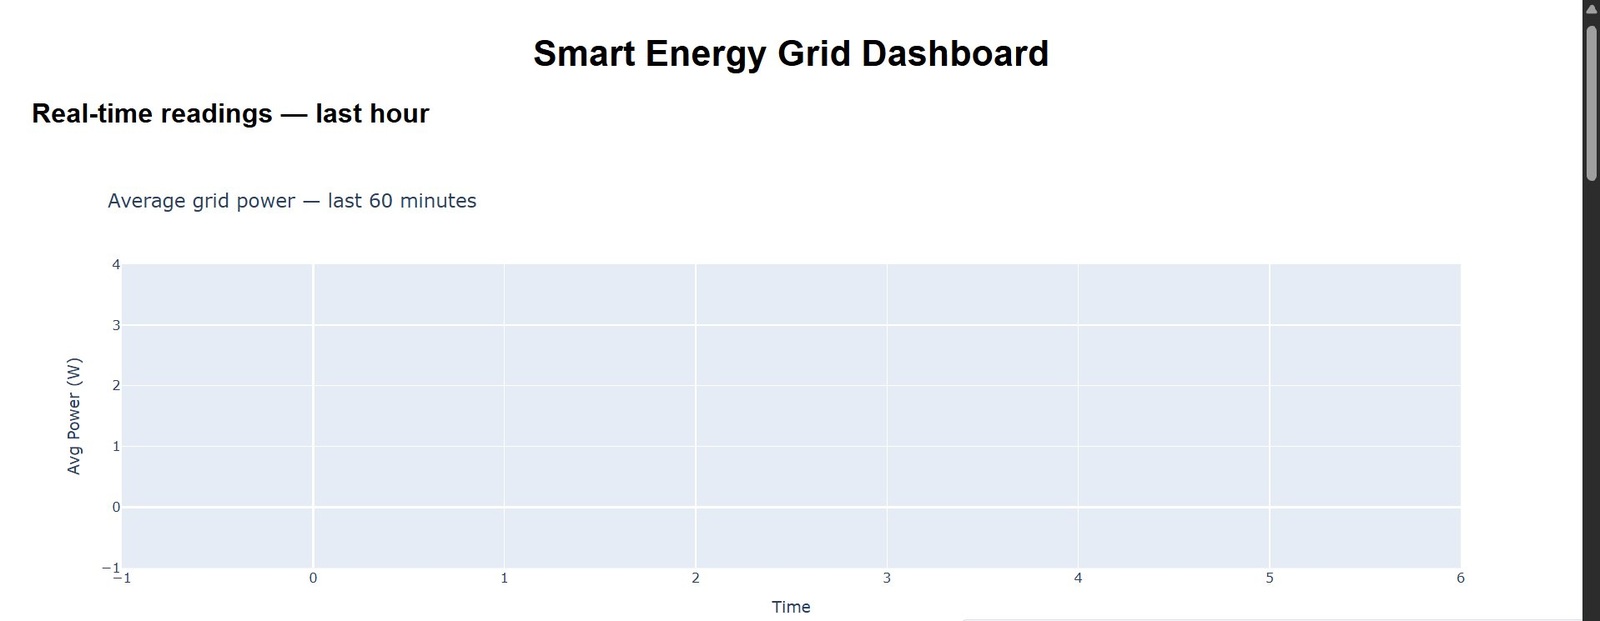 Smart Energy Grid Dashboard
Real-time readings — last hour
Average grid power — last 60 minutes
Avg Power (W)
4
3
2
1
0
−1
−1 0 1 2 3 4 5 6
Time